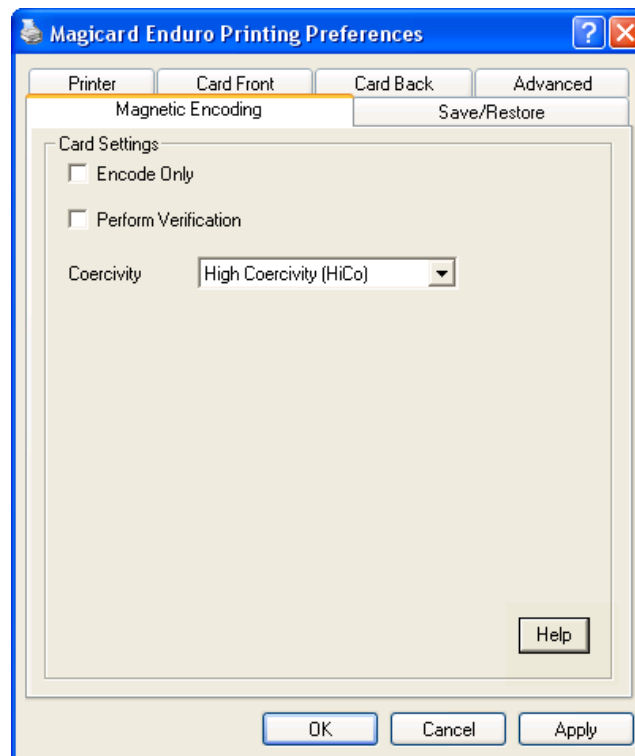 Magicard Enduro Printing Preferences
Printer Card Front Card Back Advanced
Magnetic Encoding Save/Restore
Card Settings
Encode Only
Perform Verification
Coercivity High Coercivity (HiCo)
Help
OK Cancel Apply